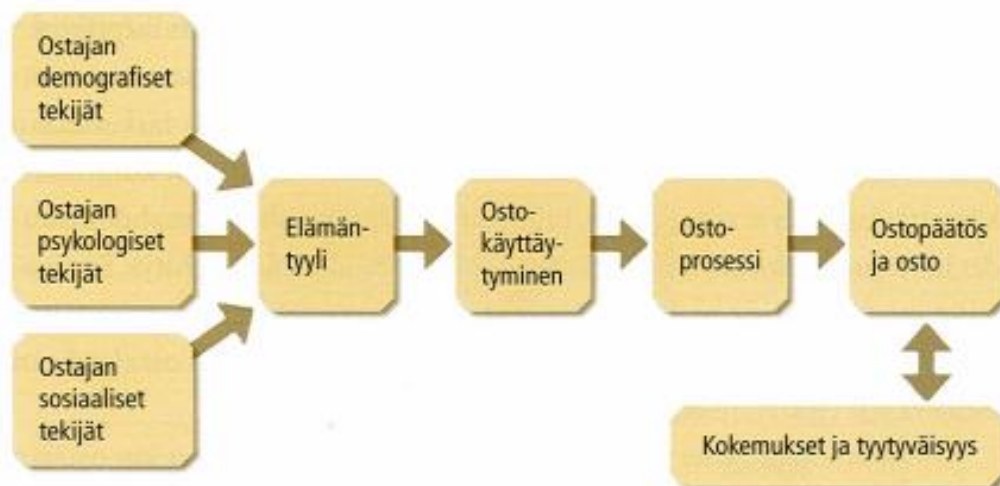 Ostajan
demografiset
tekijät
Ostajan
psykologiset
tekijät
Ostajan
sosiaaliset
tekijät
Elämän-
tyyli
Osto-
käyttäy-
tyminen
Osto-
prosessi
Ostopäätös
ja osto
Kokemukset ja tyytyväisyys